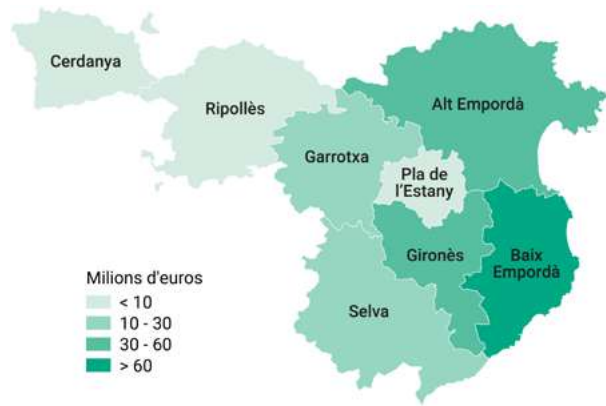 Cerdanya
Ripollès
Alt Empordà
Garrotxa
Pla de
l'Estany
Gironès
Baix
Empordà
Selva
Milions d'euros
< 10
10 - 30
30 - 60
> 60